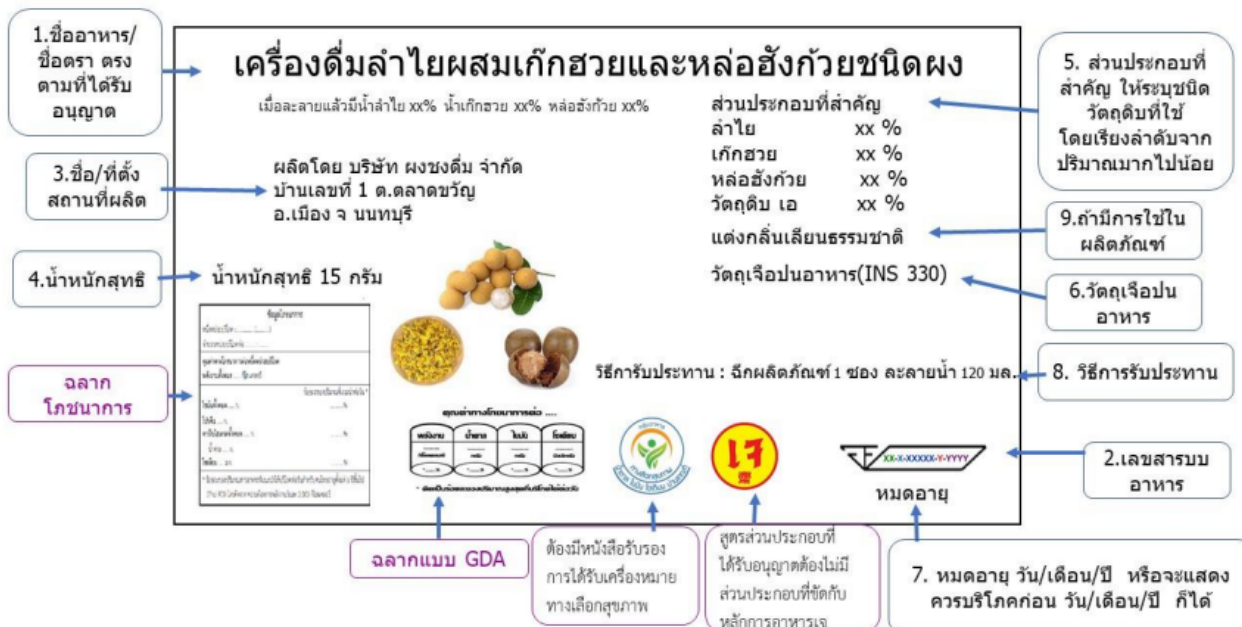 1.ชื่ออาหาร/
ชื่อตรา ตรง
ตามที่ได้รับ
อนุญาต
เครื่องดื่มลำไยผสมเก๊กฮวยและหล่อฮังก้วยชนิดผง
เมื่อละลายแล้วมีน้ำลำไย xx% น้ำเก๊กฮวย xx% หล่อฮังก้วย xx%
ส่วนประกอบที่สำคัญ
ลำไย xx %
เก๊กฮวย xx %
หล่อฮังก้วย xx %
วัตถุดิบ เอ xx %
5. ส่วนประกอบที่
สำคัญ ให้ระบุชนิด
วัตถุดิบที่ใช้
โดยเรียงลำดับจาก
ปริมาณมากไปน้อย
3.ชื่อ/ที่ตั้ง
สถานที่ผลิต
ผลิตโดย บริษัท ผงชงดื่ม จำกัด
บ้านเลขที่ 1 ต.ตลาดขวัญ
อ.เมือง จ นนทบุรี
แต่งกลิ่นเลียนธรรมชาติ
9.ถ้ามีการใช้ใน
ผลิตภัณฑ์
4.น้ำหนักสุทธิ
น้ำหนักสุทธิ 15 กรัม
วัตถุเจือปนอาหาร(INS 330)
6.วัตถุเจือปน
อาหาร
ฉลาก
โภชนาการ
ข้อมูลโภชนาการ
วิธีการับประทาน : ฉีกผลิตภัณฑ์ 1 ซอง ละลายน้ำ 120 มล.
8. วิธีการรับประทาน
คุณค่าทางโภชนาการต่อ ....
พลังงาน น้ำตาล ไขมัน โซเดียม
ทางเลือกสุขภาพ
เจ
齋
XX-X-XXXXX-Y-YYYY
หมดอายุ
2.เลขสารบบ
อาหาร
ฉลากแบบ GDA
ต้องมีหนังสือรับรอง
การได้รับเครื่องหมาย
ทางเลือกสุขภาพ
สูตรส่วนประกอบที่
ได้รับอนุญาตต้องไม่มี
ส่วนประกอบที่ขัดกับ
หลักการอาหารเจ
7. หมดอายุ วัน/เดือน/ปี หรือจะแสดง
ควรบริโภคก่อน วัน/เดือน/ปี ก็ได้